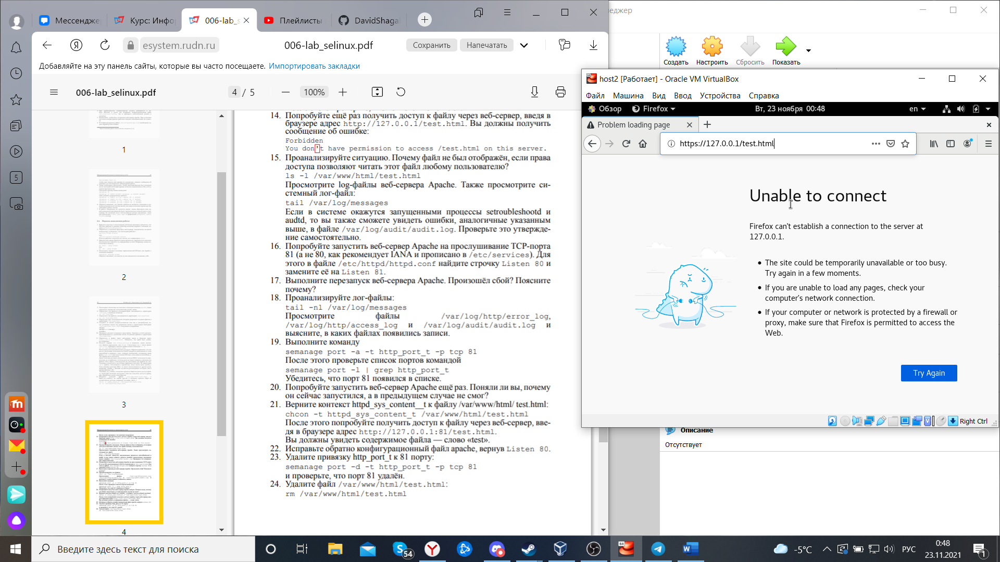 Мессендже
Курс: Инфо
006-lab_s
Плейлисты
DavidShaga
esystem.rudn.ru
006-lab_selinux.pdf
Сохранить
Напечатать
Добавляйте на эту панель сайты, которые вы часто посещаете. Импортировать закладки
006-lab_selinux.pdf
4 / 5
100%
5
1
2
3
4
14. Попробуйте ещё раз получить доступ к файлу через веб-сервер, введя в
браузере адрес http://127.0.0.1/test.html. Вы должны получить
сообщение об ошибке:
Forbidden
You don't have permission to access /test.html on this server.
15. Проанализируйте ситуацию. Почему файл не был отображён, если права
доступа позволяют читать этот файл любому пользователю?
ls -l /var/www/html/test.html
Просмотрите log-файлы веб-сервера Apache. Также просмотрите си-
стемный лог-файл:
tail /var/log/messages
Если в системе окажутся запущенными процессы setroubleshootd и
audtd, то вы также сможете увидеть ошибки, аналогичные указанным
выше, в файле /var/log/audit/audit.log. Проверьте это утвержде-
ние самостоятельно.
16. Попробуйте запустить веб-сервер Apache на прослушивание TCP-порта
81 (а не 80, как рекомендует IANA и прописано в /etc/services). Для
этого в файле /etc/httpd/httpd.conf найдите строчку Listen 80 и
замените её на Listen 81.
17. Выполните перезапуск веб-сервера Apache. Произошёл сбой? Поясните
почему?
18. Проанализируйте лог-файлы:
tail -nl /var/log/messages
Просмотрите файлы /var/log/http/error_log,
/var/log/http/access_log и /var/log/audit/audit.log и
выясните, в каких файлах появились записи.
19. Выполните команду
semanage port -a -t http_port_t -p tcp 81
После этого проверьте список портов командой
semanage port -l | grep http_port_t
Убедитесь, что порт 81 появился в списке.
20. Попробуйте запустить веб-сервер Apache ещё раз. Поняли ли вы, почему
он сейчас запустился, а в предыдущем случае не смог?
21. Верните контекст httpd_sys_content__t к файлу /var/www/html/ test.html:
chcon -t httpd_sys_content_t /var/www/html/test.html
После этого попробуйте получить доступ к файлу через веб-сервер, вве-
дя в браузере адрес http://127.0.0.1:81/test.html.
Вы должны увидеть содержимое файла — слово «test».
22. Исправьте обратно конфигурационный файл apache, вернув Listen 80.
23. Удалите привязку http_port_t к 81 порту:
semanage port -d -t http_port_t -p tcp 81
и проверьте, что порт 81 удалён.
24. Удалите файл /var/www/html/test.html:
rm /var/www/html/test.html
еджер
Создать
Настроить
Сбросить
Показать
host2 [Работает] - Oracle VM VirtualBox
Файл Машина Вид Ввод Устройства Справка
Обзор
Firefox
Вт, 23 ноября 00:48
en
Problem loading page
https://127.0.0.1/test.html
Unable to connect
Firefox can't establish a connection to the server at
127.0.0.1.
The site could be temporarily unavailable or too busy.
Try again in a few moments.
If you are unable to load any pages, check your
computer's network connection.
If your computer or network is protected by a firewall or
proxy, make sure that Firefox is permitted to access the
Web.
Try Again
Right Ctrl
Описание
Отсутствует
Введите здесь текст для поиска
54
64
-5°C
РУС
0:48
23.11.2021
1